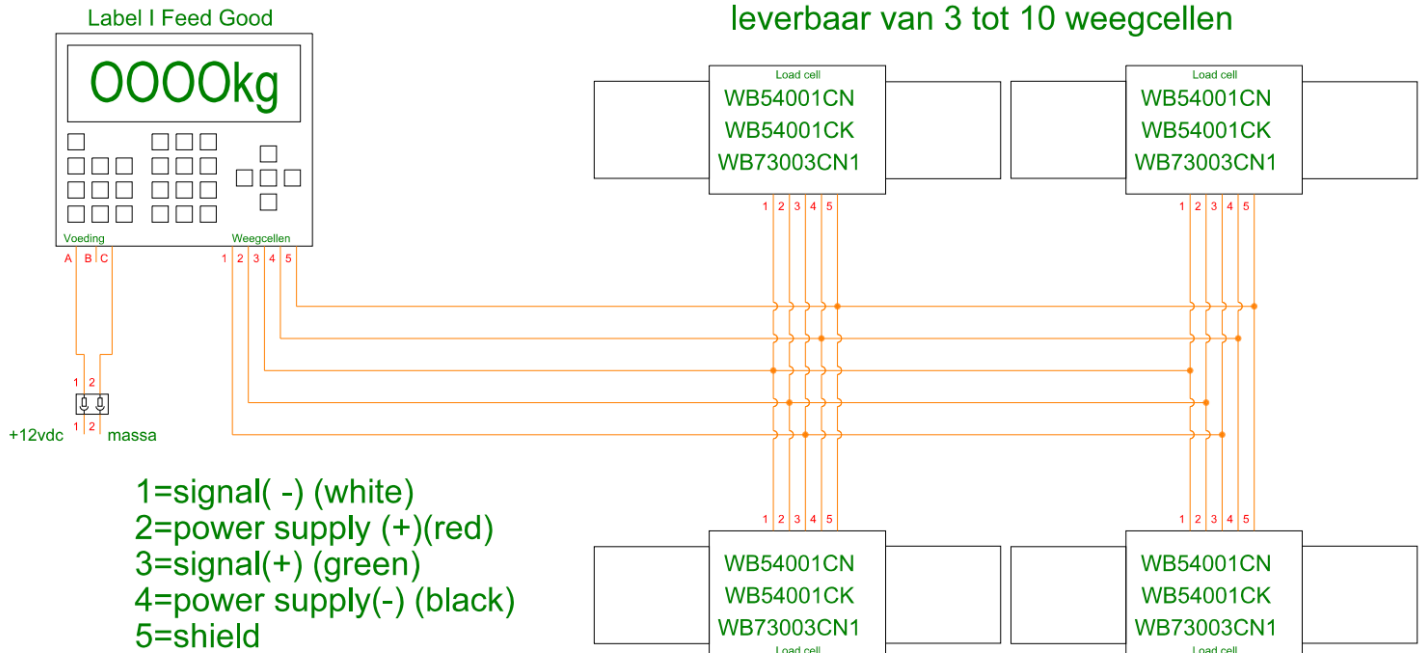 Label I Feed Good
leverbaar van 3 tot 10 weegcellen
OOOOkg
Voeding
Weegcellen
A B C
1 2 3 4 5
Load cell
WB54001CN
WB54001CK
WB73003CN1
1 2 3 4 5
Load cell
WB54001CN
WB54001CK
WB73003CN1
1 2 3 4 5
1 2
1 2
+12vdc
massa
1=signal( -) (white)
2=power supply (+)(red)
3=signal(+) (green)
4=power supply(-) (black)
5=shield
1 2 3 4 5
WB54001CN
WB54001CK
WB73003CN1
Load cell
1 2 3 4 5
WB54001CN
WB54001CK
WB73003CN1
Load cell